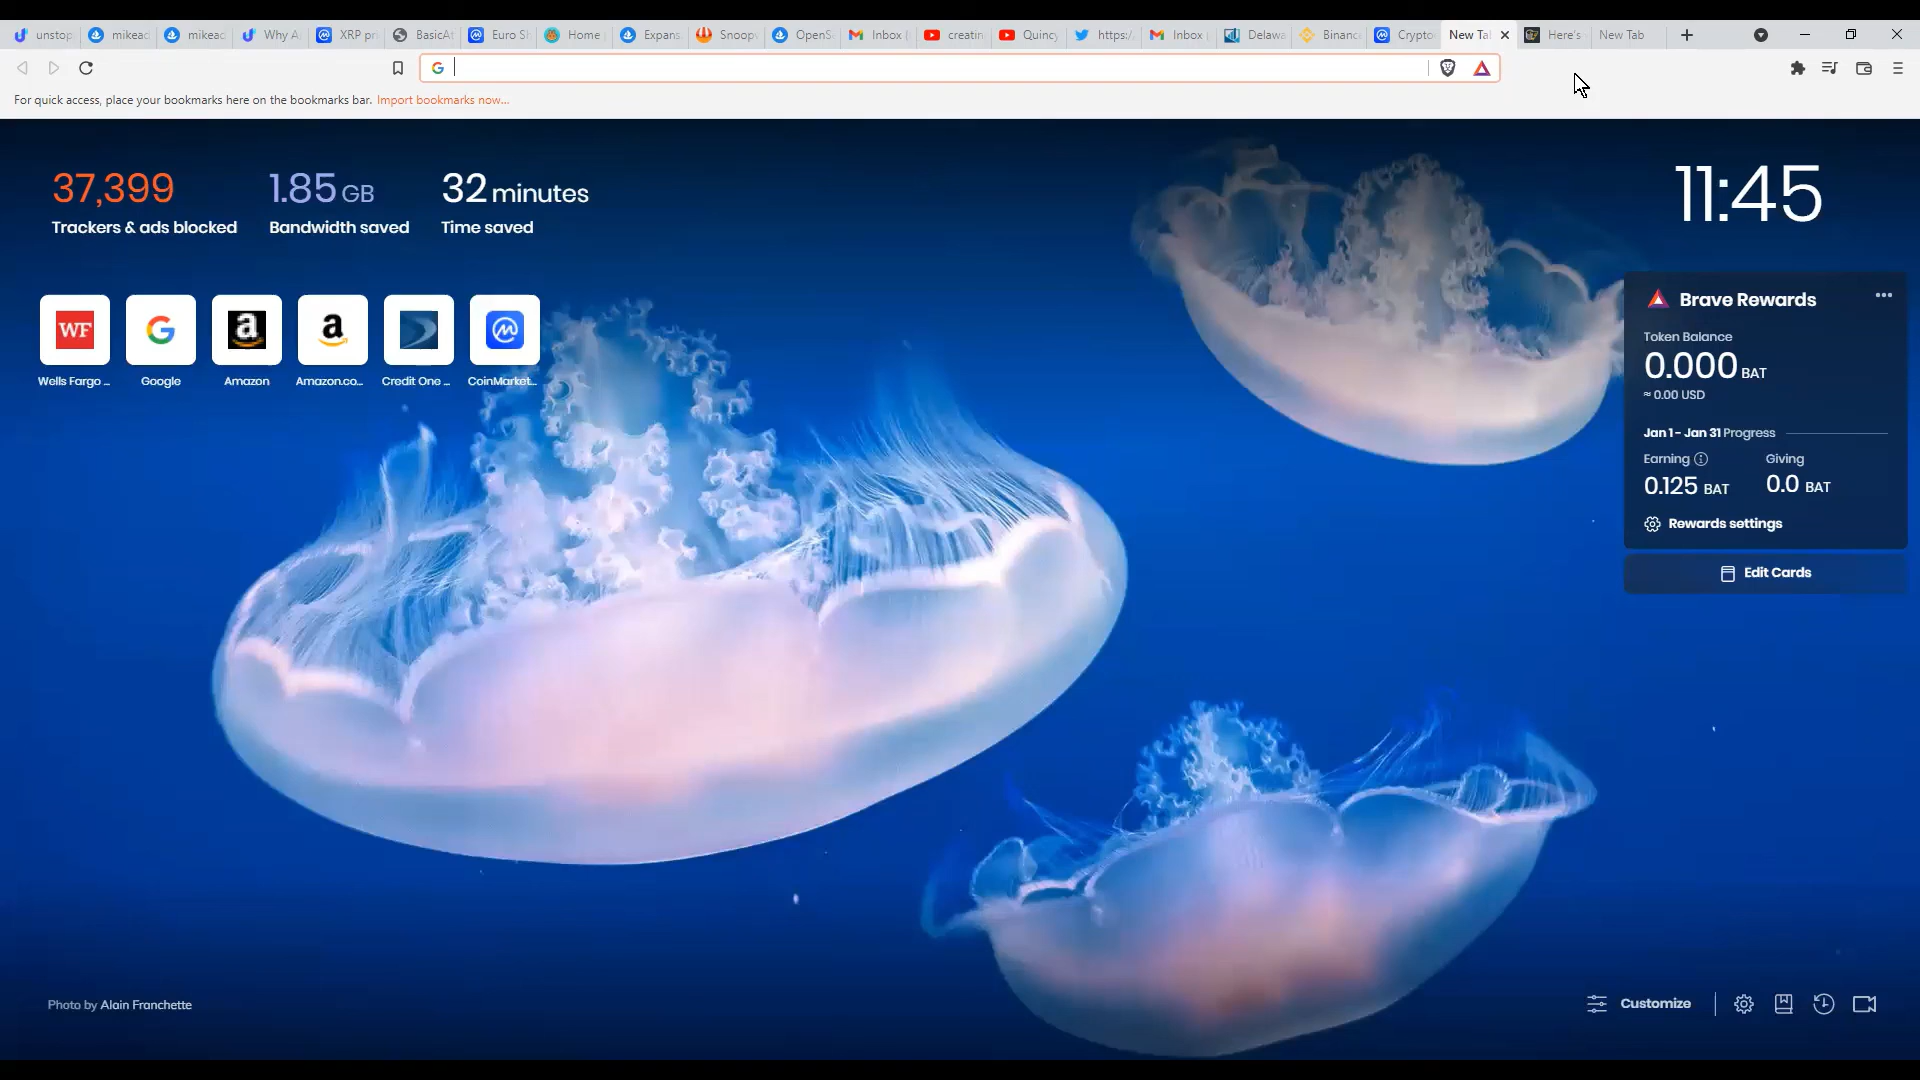 unstop
mikead
mikead
Why A
XRP pr
BasicAt
Euro S
Home
Expans
Snoop
OpenS
Inbox (
creatin
Quincy
https:/
Inbox (
Delawa
Binanc
Crypto
New Ta
Here's
New Tab
For quick access, place your bookmarks here on the bookmarks bar. Import bookmarks now...
37,399
Trackers & ads blocked
1.85 GB
Bandwidth saved
32 minutes
Time saved
11:45
WF
Wells Fargo ...
Google
Amazon
Amazon.co...
Credit One ...
CoinMarket...
Brave Rewards
Token Balance
0.000 BAT
≈ 0.00 USD
Jan 1 - Jan 31 Progress
Earning
Giving
0.125 BAT
0.0 BAT
Rewards settings
Edit Cards
Photo by Alain Franchette
Customize